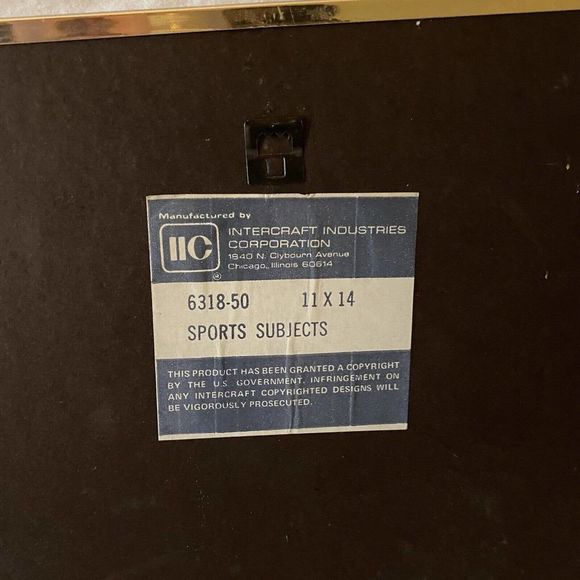 Manufactured by
IIC
®
INTERCRAFT INDUSTRIES
CORPORATION
1840 N. Clybourn Avenue
Chicago, Illinois 60614
6318-50 11 X 14
SPORTS SUBJECTS
THIS PRODUCT HAS BEEN GRANTED A COPYRIGHT
BY THE U.S. GOVERNMENT. INFRINGEMENT ON
ANY INTERCRAFT COPYRIGHTED DESIGNS WILL
BE VIGOROUSLY PROSECUTED.